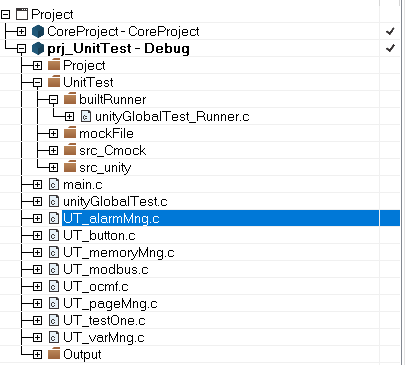 Project
CoreProject - CoreProject
prj_UnitTest - Debug
Project
UnitTest
builtRunner
unityGlobalTest_Runner.c
mockFile
src_Cmock
src_unity
main.c
unityGlobalTest.c
UT_alarmMng.c
UT_button.c
UT_memoryMng.c
UT_modbus.c
UT_ocmf.c
UT_pageMng.c
UT_testOne.c
UT_varMng.c
Output